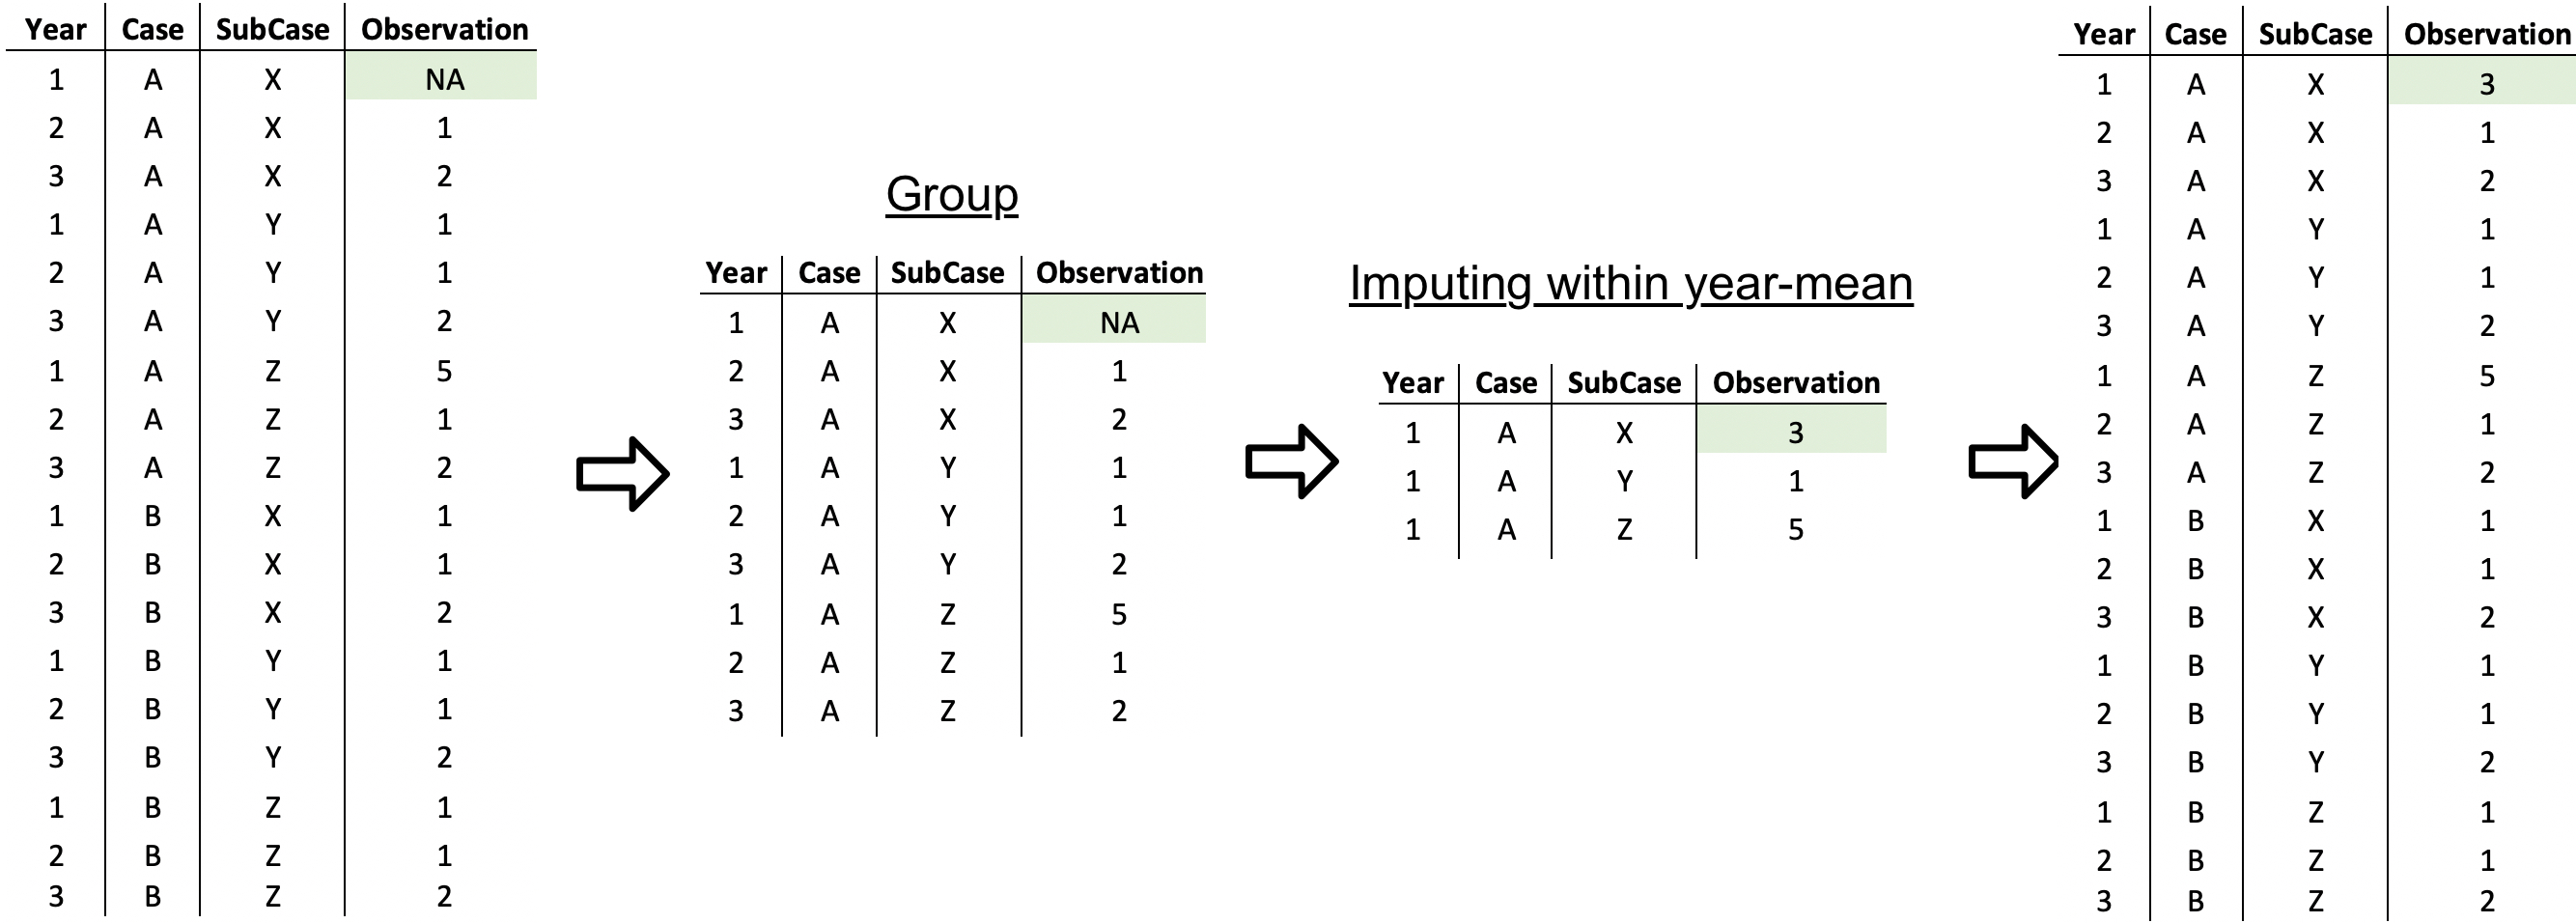 Year Case SubCase Observation
1 A X NA
2 A X 1
3 A X 2
1 A Y 1
2 A Y 1
3 A Y 2
1 A Z 5
2 A Z 1
3 A Z 2
1 B X 1
2 B X 1
3 B X 2
1 B Y 1
2 B Y 1
3 B Y 2
1 B Z 1
2 B Z 1
3 B Z 2
Group
Year Case SubCase Observation
1 A X NA
2 A X 1
3 A X 2
1 A Y 1
2 A Y 1
3 A Y 2
1 A Z 5
2 A Z 1
3 A Z 2
Imputing within year-mean
Year Case SubCase Observation
1 A X 3
1 A Y 1
1 A Z 5
Year Case SubCase Observation
1 A X 3
2 A X 1
3 A X 2
1 A Y 1
2 A Y 1
3 A Y 2
1 A Z 5
2 A Z 1
3 A Z 2
1 B X 1
2 B X 1
3 B X 2
1 B Y 1
2 B Y 1
3 B Y 2
1 B Z 1
2 B Z 1
3 B Z 2